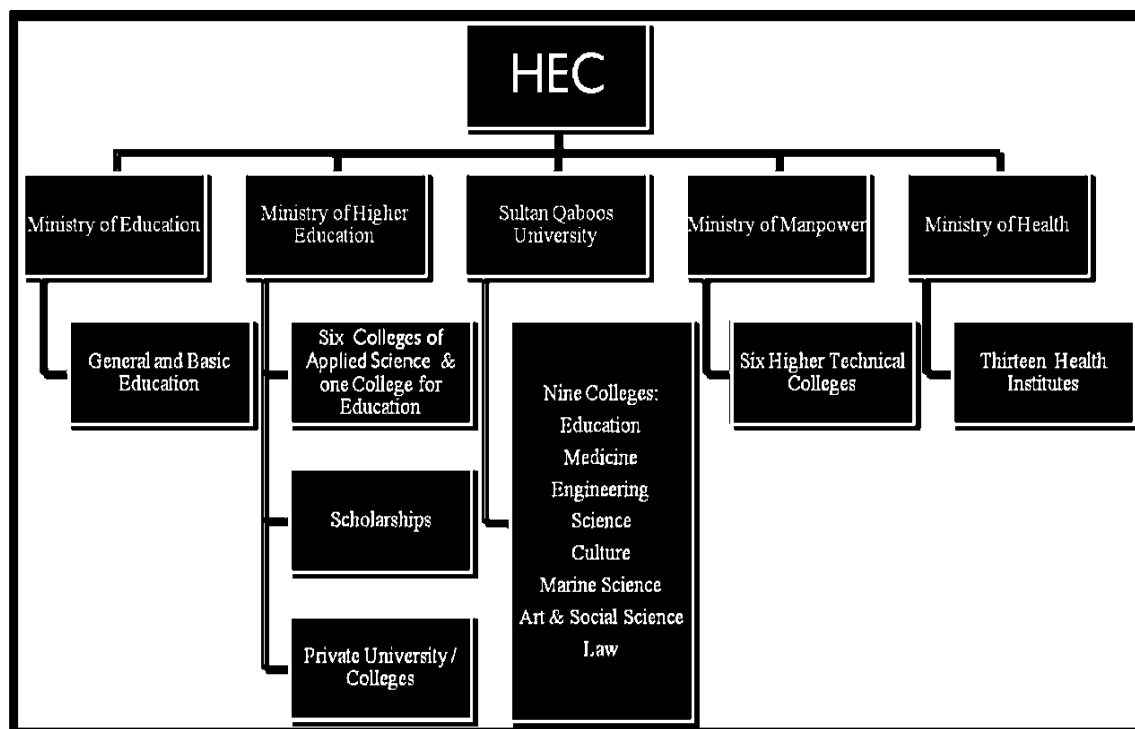 HEC
Ministry of Education
Ministry of Higher
Education
Sultan Qaboos
University
Ministry of Manpower
Ministry of Health
General and Basic
Education
Six Colleges of
Applied Science &
one College for
Education
Scholarships
Private University /
Colleges
Nine Colleges:
Education
Medicine
Engineering
Science
Culture
Marine Science
Art & Social Science
Law
Six Higher Technical
Colleges
Thirteen Health
Institutes